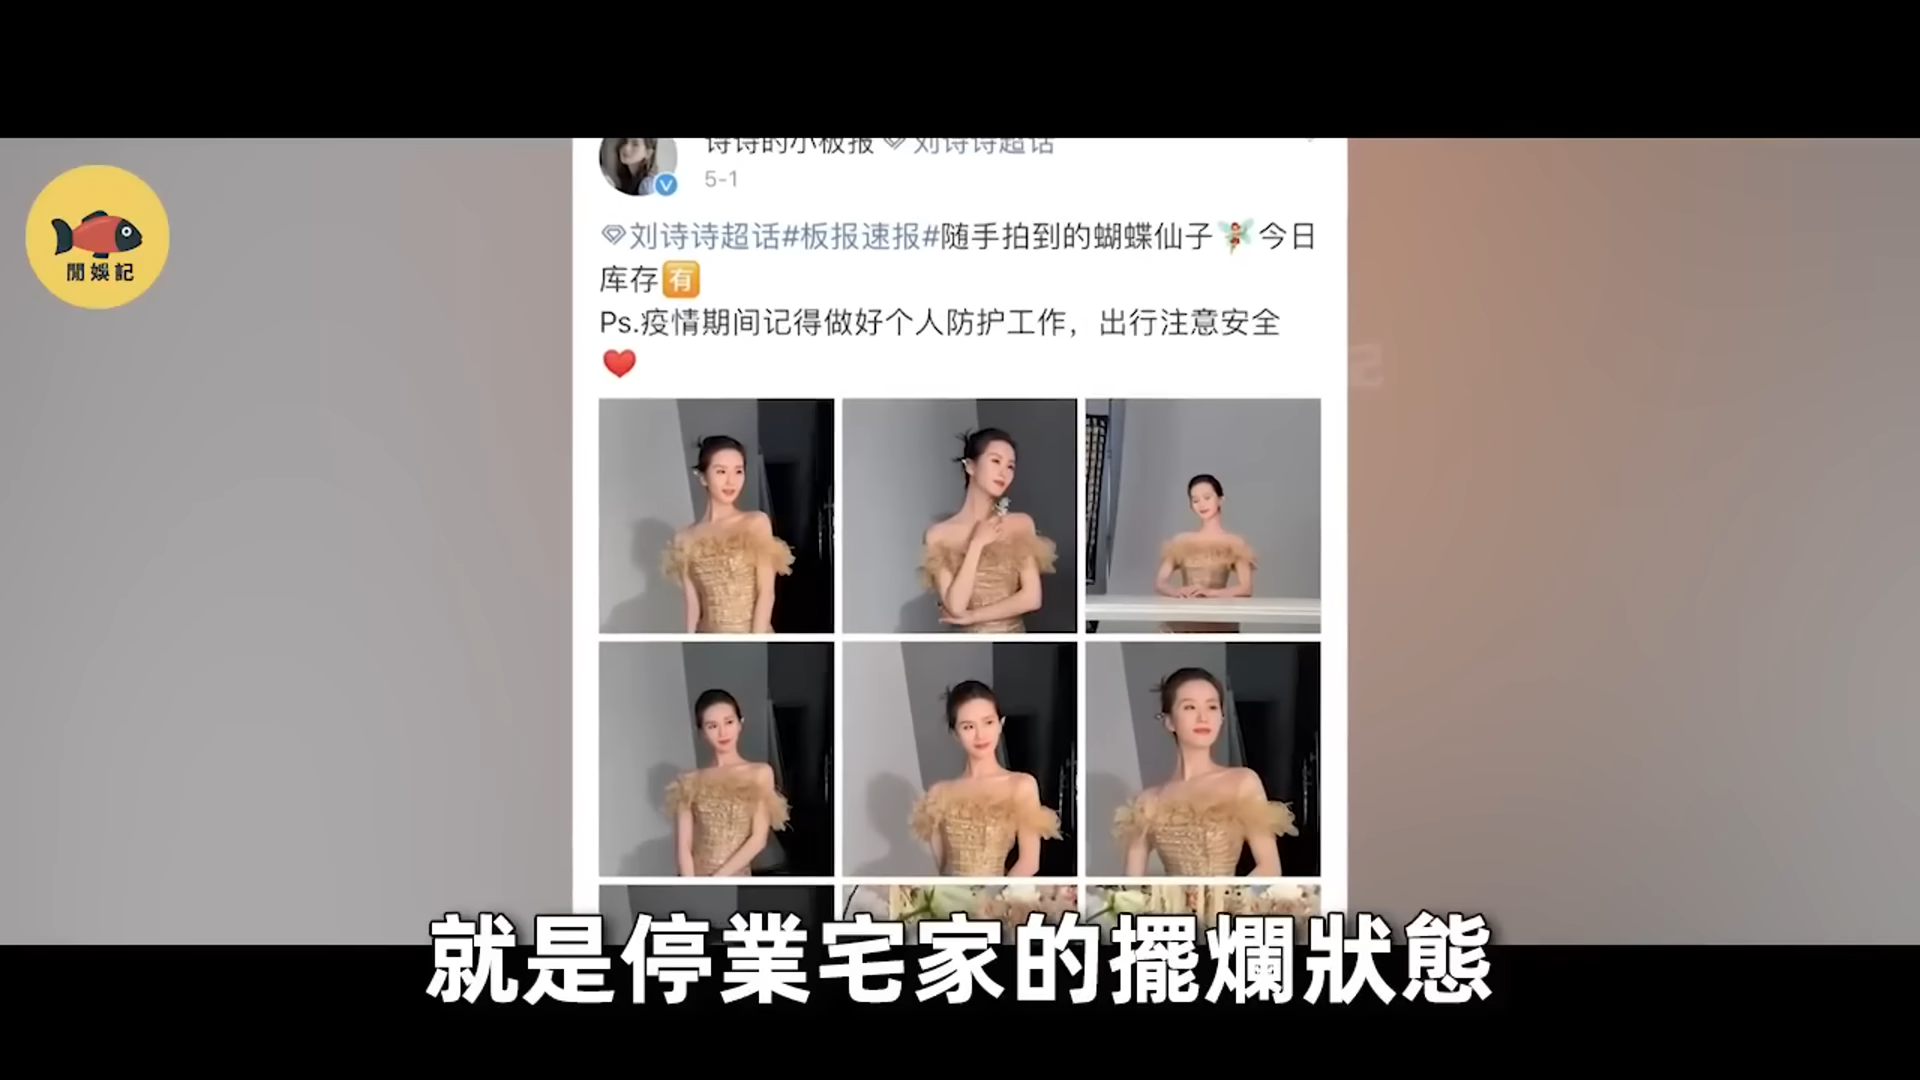 诗诗的小板报 刘诗诗超话
5-1
閒娛記
刘诗诗超话#板报速报#随手拍到的蝴蝶仙子 今日
库存 有
Ps.疫情期间记得做好个人防护工作，出行注意安全
就是停業宅家的擺爛狀態